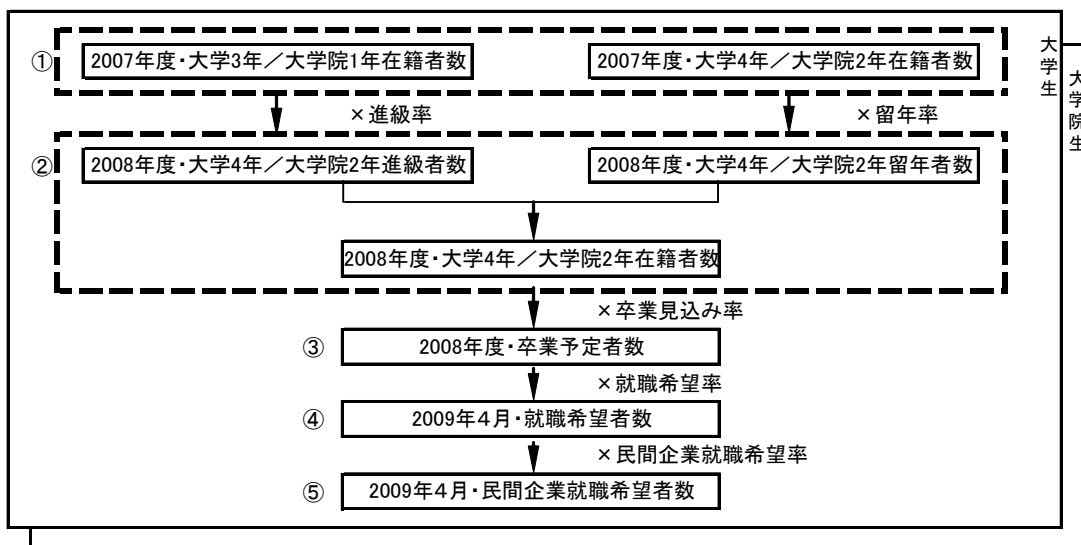 ① 2007年度・大学3年/大学院1年在籍者数 2007年度・大学4年/大学院2年在籍者数
大学生
大学院生
×進級率 ×留年率
② 2008年度・大学4年/大学院2年進級者数 2008年度・大学4年/大学院2年留年者数
2008年度・大学4年/大学院2年在籍者数
×卒業見込み率
③ 2008年度・卒業予定者数
×就職希望率
④ 2009年4月・就職希望者数
×民間企業就職希望率
⑤ 2009年4月・民間企業就職希望者数